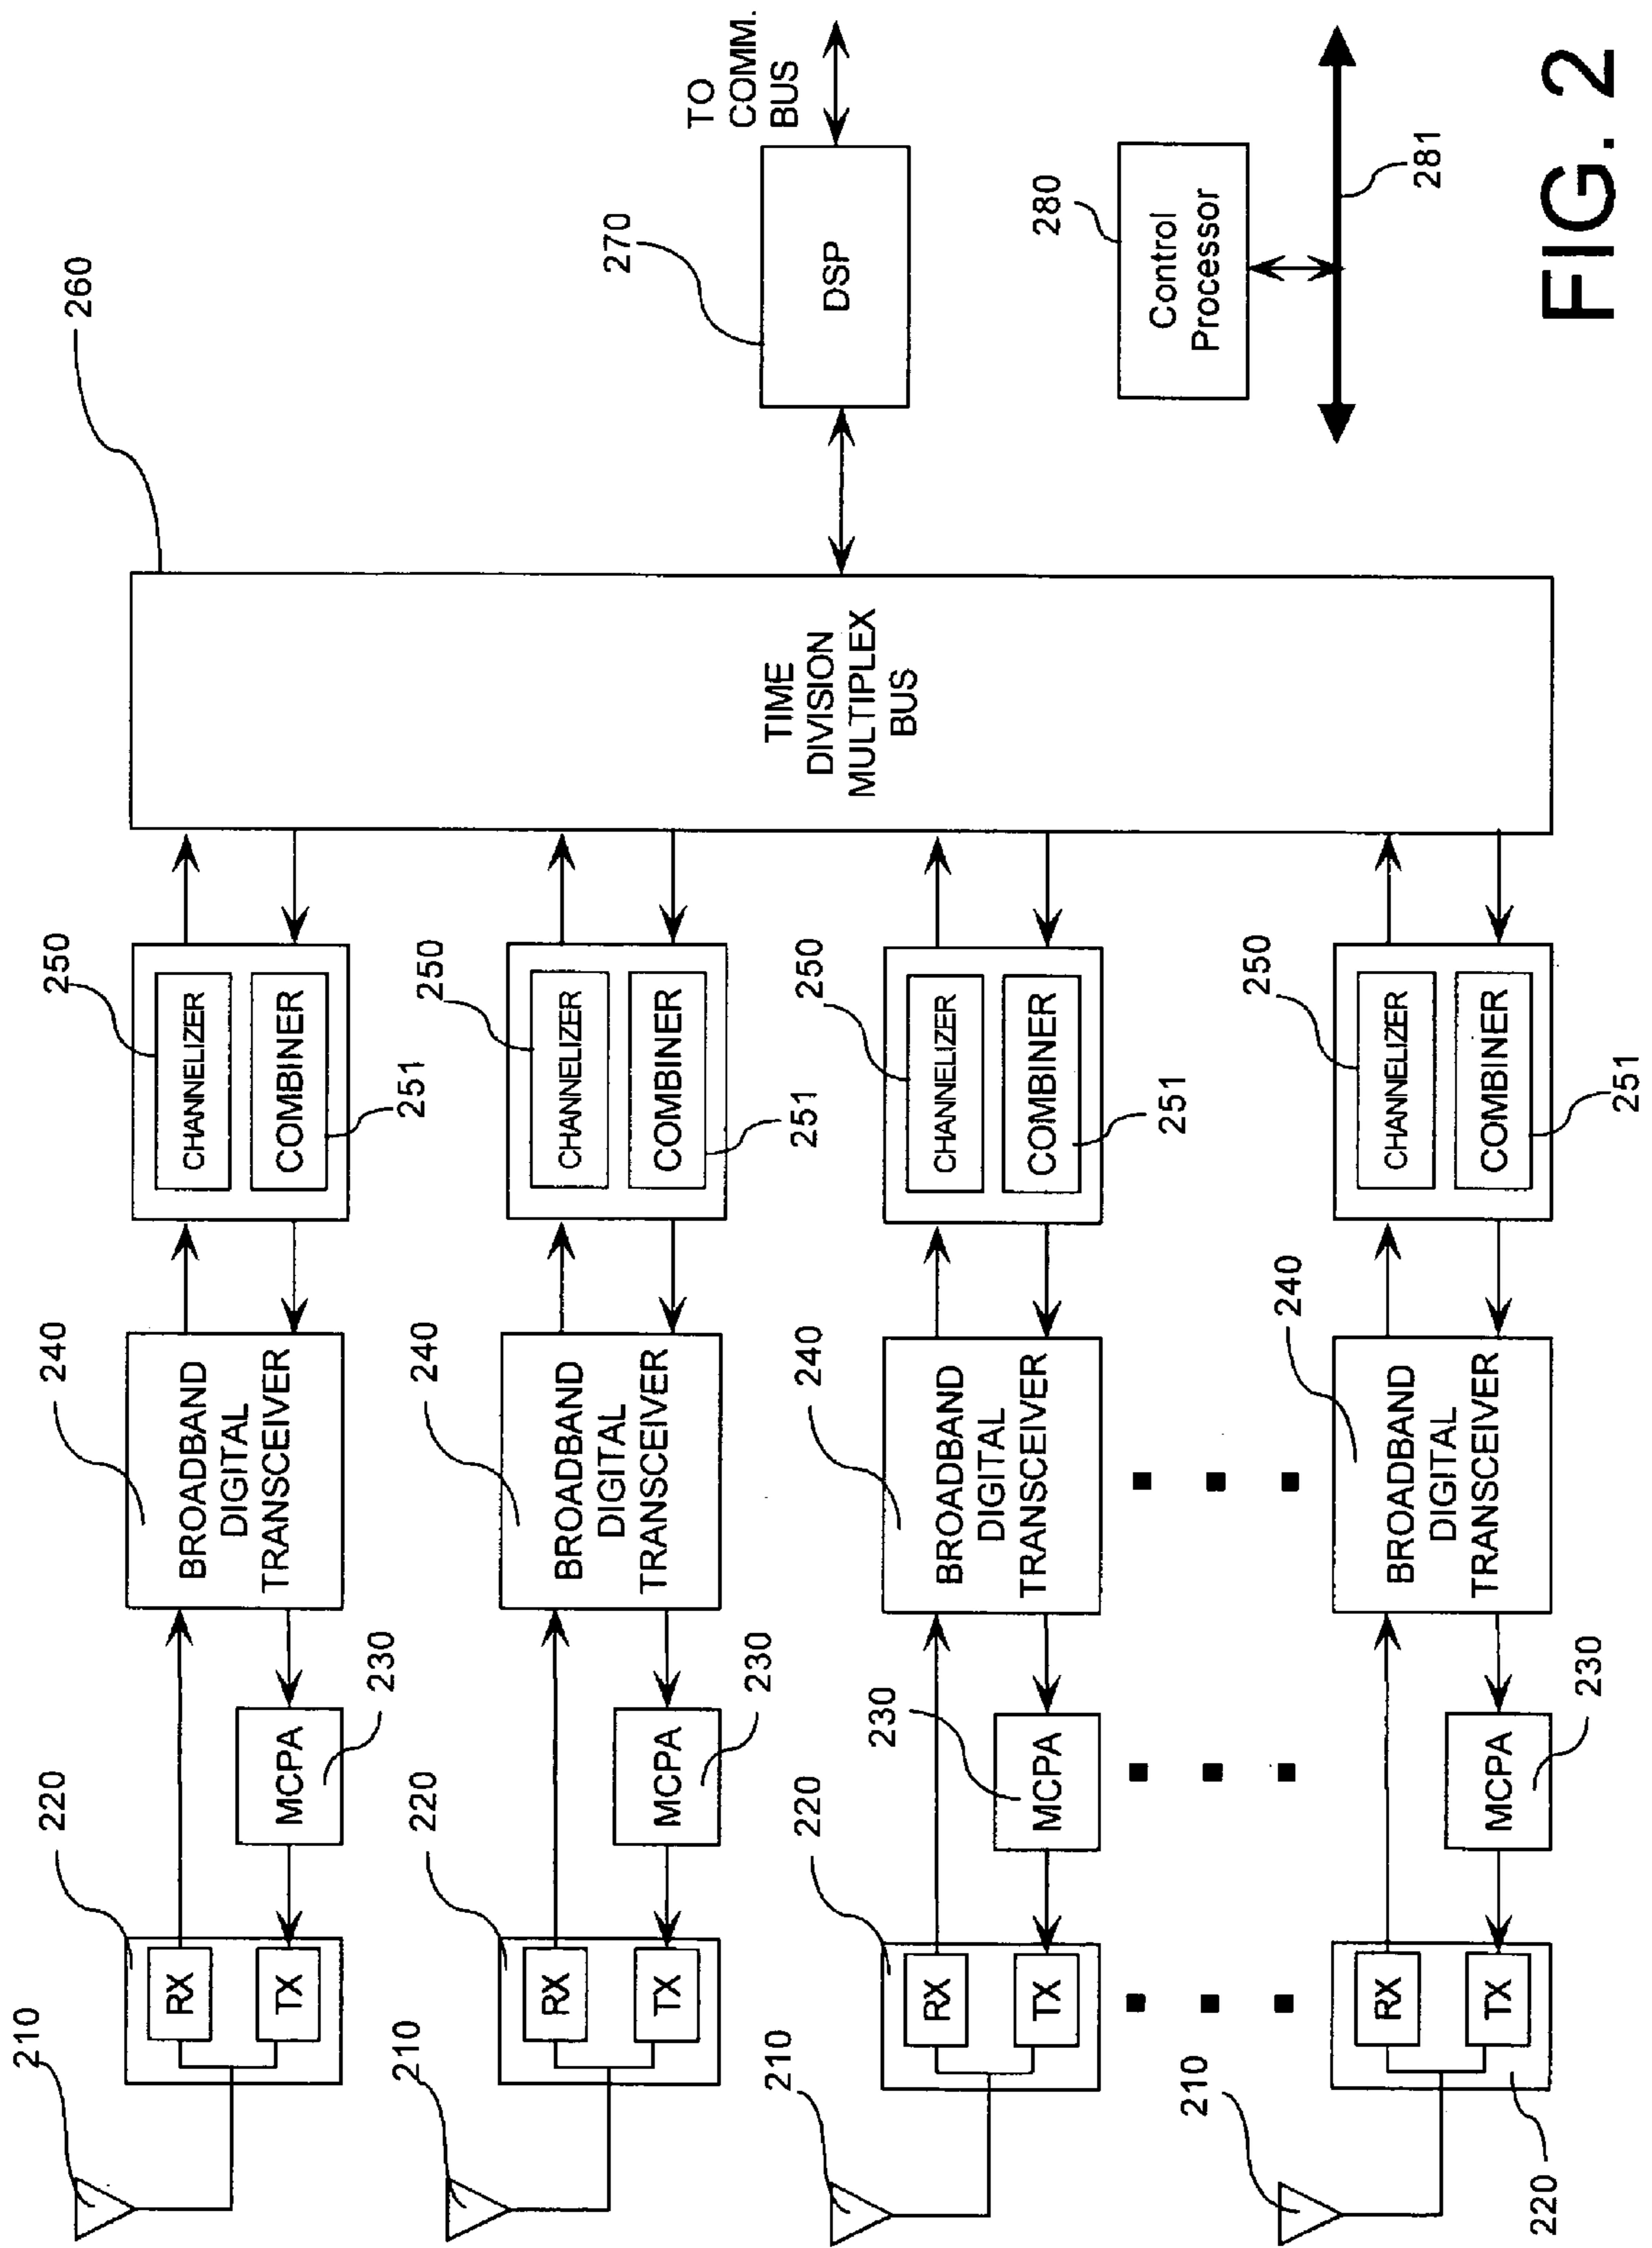 210
220
RX
TX
MCPA
230
240
BROADBAND
DIGITAL
TRANSCEIVER
250
CHANNELIZER
COMBINER
251
210
220
RX
TX
MCPA
230
240
BROADBAND
DIGITAL
TRANSCEIVER
250
CHANNELIZER
COMBINER
251
210
220
RX
TX
230
MCPA
240
BROADBAND
DIGITAL
TRANSCEIVER
250
CHANNELIZER
COMBINER
251
210
220
RX
TX
MCPA
230
240
BROADBAND
DIGITAL
TRANSCEIVER
250
CHANNELIZER
COMBINER
251
260
TIME
DIVISION
MULTIPLEX
BUS
270
DSP
TO
COMM.
BUS
280
Control
Processor
281
FIG. 2